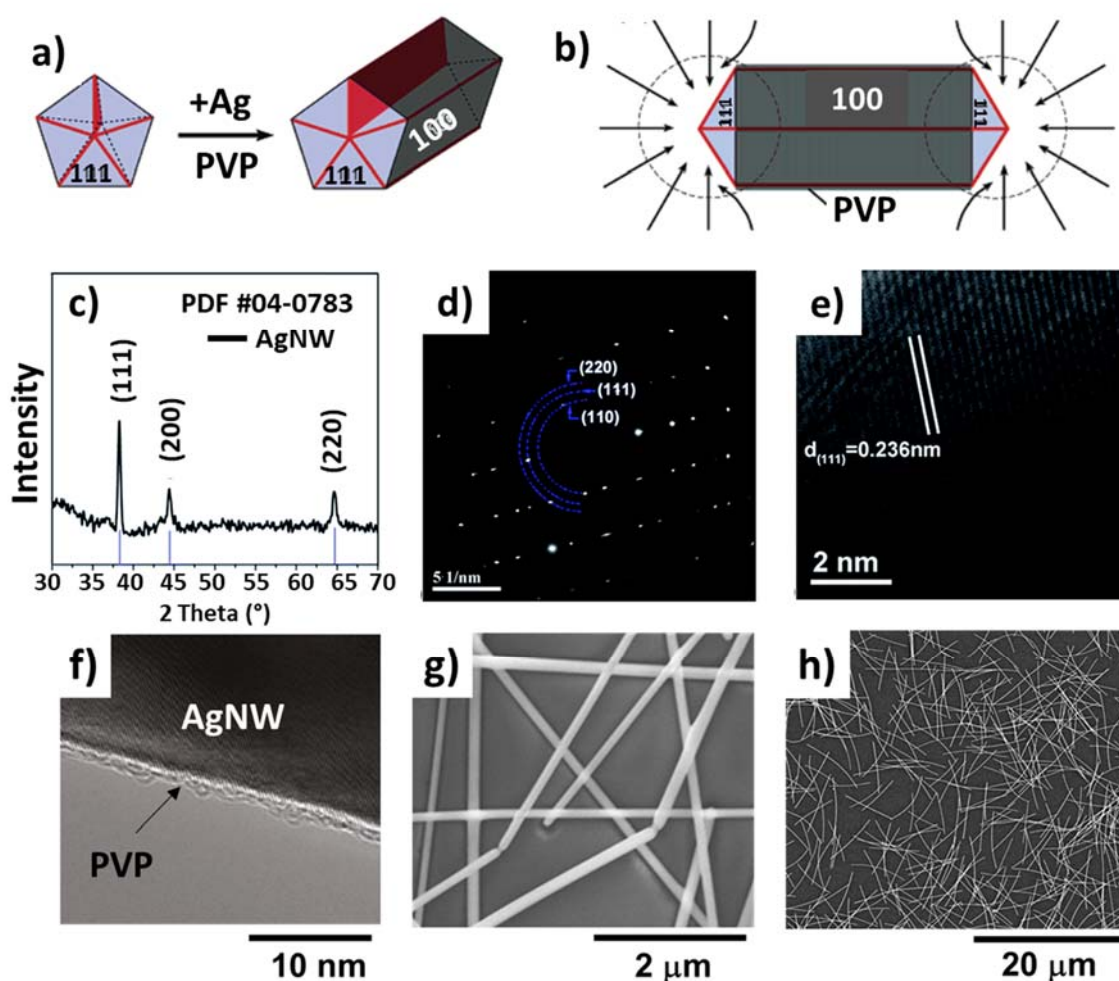 a)
+Ag
PVP
111
111
100
b)
111
100
111
PVP
c)
PDF #04-0783
AgNW
(111)
(200)
(220)
Intensity
30 35 40 45 50 55 60 65 70
2 Theta (°)
d)
(220)
(111)
(110)
5 1/nm
e)
d(111)=0.236nm
2 nm
f)
AgNW
PVP
10 nm
g)
2 μm
h)
20 μm